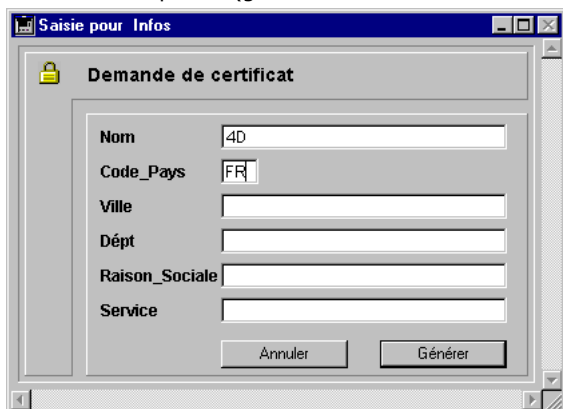 Saisie pour Infos
Demande de certificat
Nom 4D
Code_Pays FR
Ville
Dépt
Raison_Sociale
Service
Annuler Générer